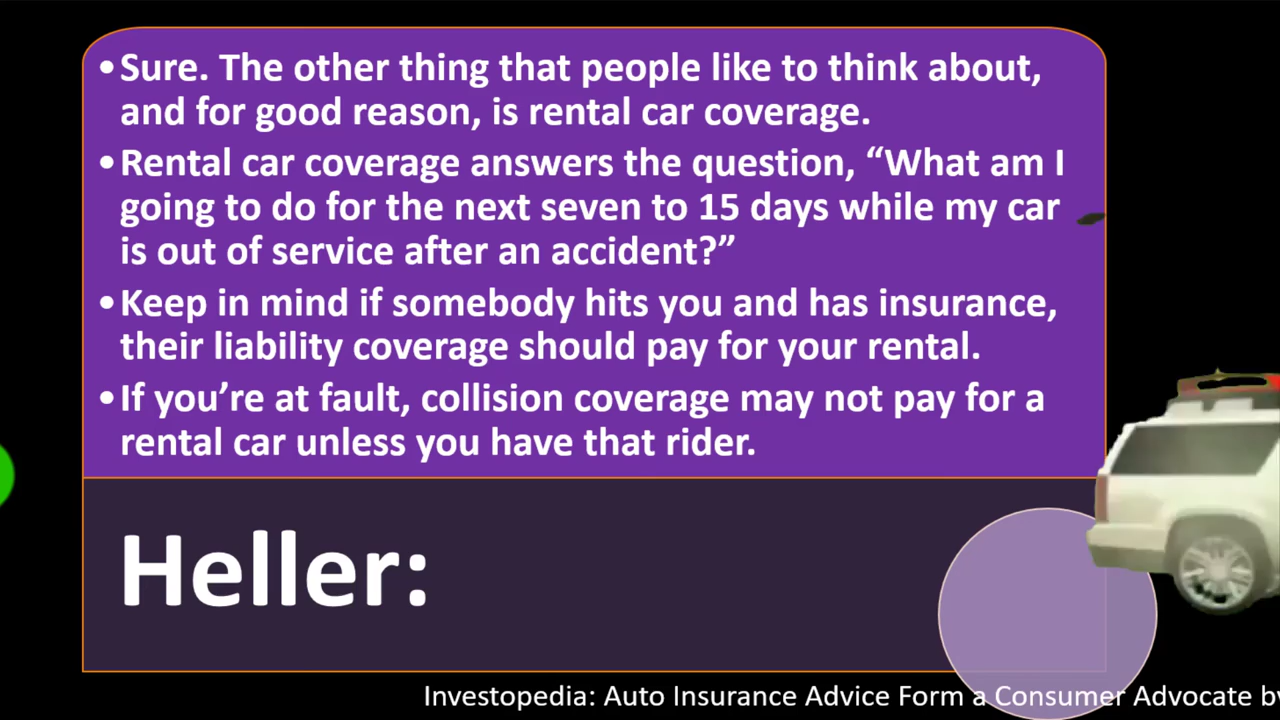 •Sure. The other thing that people like to think about,
and for good reason, is rental car coverage.
•Rental car coverage answers the question, “What am I
going to do for the next seven to 15 days while my car
is out of service after an accident?”
•Keep in mind if somebody hits you and has insurance,
their liability coverage should pay for your rental.
•If you’re at fault, collision coverage may not pay for a
rental car unless you have that rider.
Heller:
Investopedia: Auto Insurance Advice Form a Consumer Advocate by